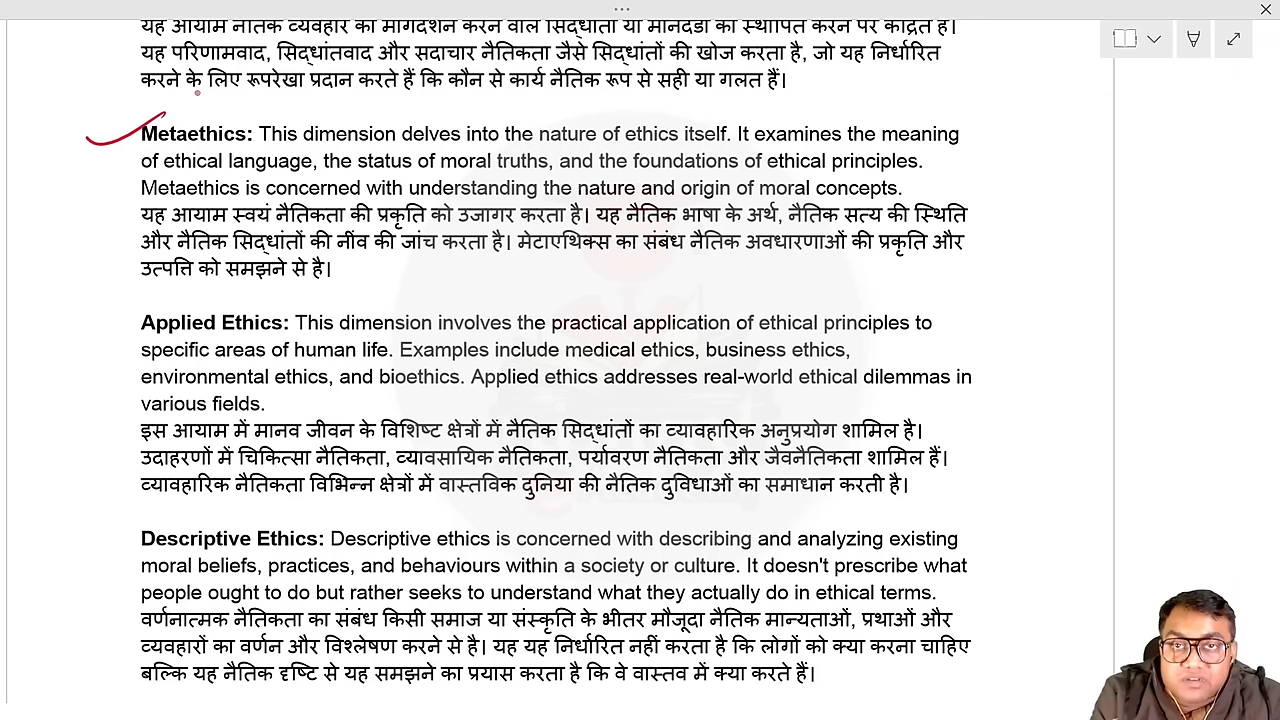 यह आयाम नैतिक व्यवहार का मार्गदर्शन करने वाले सिद्धांतों या मानदंडों को स्थापित करने पर केंद्रित है।
यह परिणामवाद, सिद्धांतवाद और सदाचार नैतिकता जैसे सिद्धांतों की खोज करता है, जो यह निर्धारित
करने के लिए रूपरेखा प्रदान करते हैं कि कौन से कार्य नैतिक रूप से सही या गलत हैं।
Metaethics: This dimension delves into the nature of ethics itself. It examines the meaning
of ethical language, the status of moral truths, and the foundations of ethical principles.
Metaethics is concerned with understanding the nature and origin of moral concepts.
यह आयाम स्वयं नैतिकता की प्रकृति को उजागर करता है। यह नैतिक भाषा के अर्थ, नैतिक सत्य की स्थिति
और नैतिक सिद्धांतों की नींव की जांच करता है। मेटाएथिक्स का संबंध नैतिक अवधारणाओं की प्रकृति और
उत्पत्ति को समझने से है।
Applied Ethics: This dimension involves the practical application of ethical principles to
specific areas of human life. Examples include medical ethics, business ethics,
environmental ethics, and bioethics. Applied ethics addresses real-world ethical dilemmas in
various fields.
इस आयाम में मानव जीवन के विशिष्ट क्षेत्रों में नैतिक सिद्धांतों का व्यावहारिक अनुप्रयोग शामिल है।
उदाहरणों में चिकित्सा नैतिकता, व्यावसायिक नैतिकता, पर्यावरण नैतिकता और जैवनैतिकता शामिल हैं।
व्यावहारिक नैतिकता विभिन्न क्षेत्रों में वास्तविक दुनिया की नैतिक दुविधाओं का समाधान करती है।
Descriptive Ethics: Descriptive ethics is concerned with describing and analyzing existing
moral beliefs, practices, and behaviours within a society or culture. It doesn't prescribe what
people ought to do but rather seeks to understand what they actually do in ethical terms.
वर्णनात्मक नैतिकता का संबंध किसी समाज या संस्कृति के भीतर मौजूदा नैतिक मान्यताओं, प्रथाओं और
व्यवहारों का वर्णन और विश्लेषण करने से है। यह यह निर्धारित नहीं करता है कि लोगों को क्या करना चाहिए
बल्कि यह नैतिक दृष्टि से यह समझने का प्रयास करता है कि वे वास्तव में क्या करते हैं।